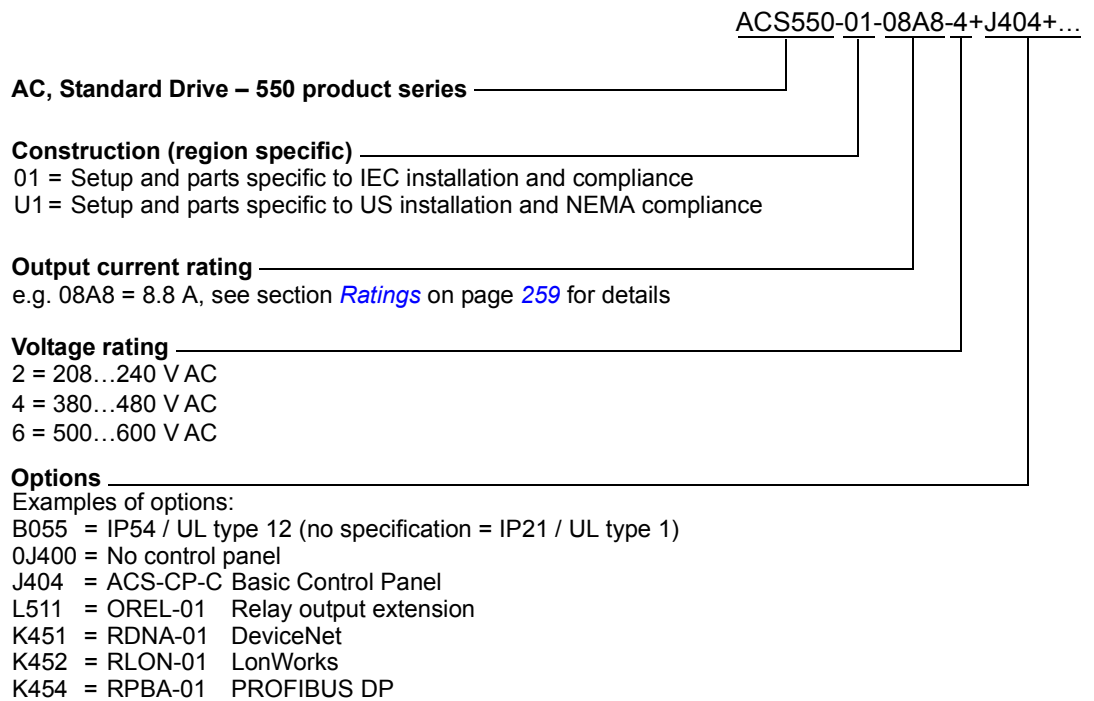 ACS550-01-08A8-4+J404+…
AC, Standard Drive – 550 product series
Construction (region specific)
01 = Setup and parts specific to IEC installation and compliance
U1 = Setup and parts specific to US installation and NEMA compliance
Output current rating
e.g. 08A8 = 8.8 A, see section Ratings on page 259 for details
Voltage rating
2 = 208…240 V AC
4 = 380…480 V AC
6 = 500…600 V AC
Options
Examples of options:
B055 = IP54 / UL type 12 (no specification = IP21 / UL type 1)
0J400 = No control panel
J404 = ACS-CP-C Basic Control Panel
L511 = OREL-01 Relay output extension
K451 = RDNA-01 DeviceNet
K452 = RLON-01 LonWorks
K454 = RPBA-01 PROFIBUS DP